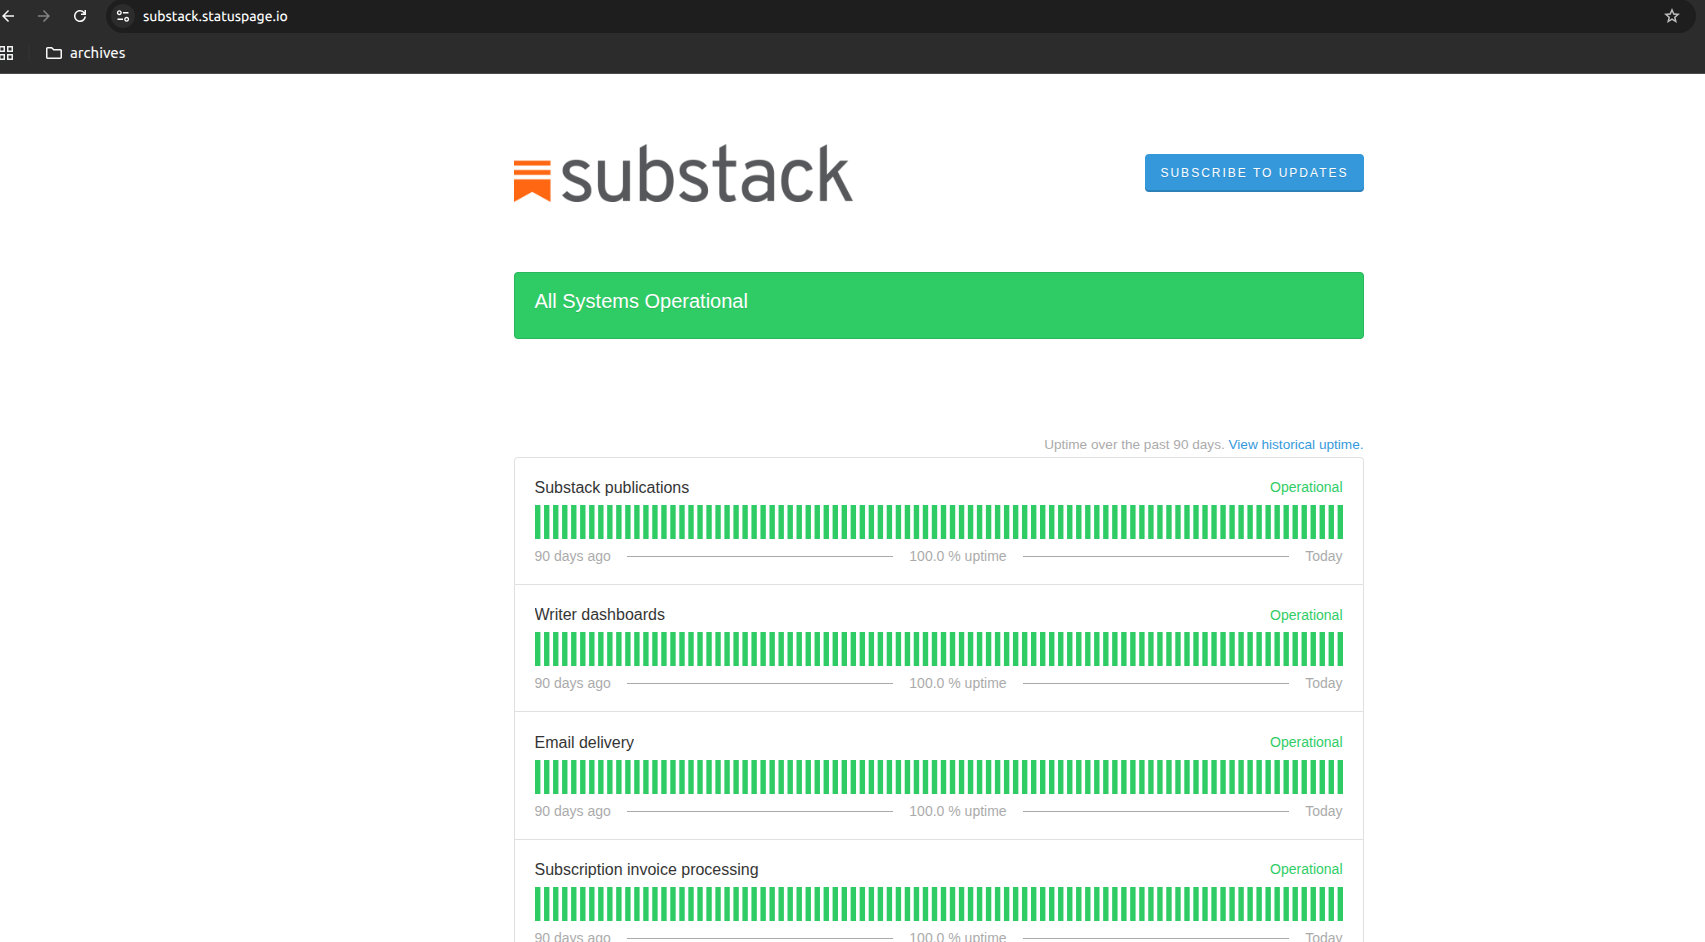 substack.statuspage.io
archives
substack
SUBSCRIBE TO UPDATES
All Systems Operational
Uptime over the past 90 days. View historical uptime.
Substack publications Operational
90 days ago 100.0 % uptime Today
Writer dashboards Operational
90 days ago 100.0 % uptime Today
Email delivery Operational
90 days ago 100.0 % uptime Today
Subscription invoice processing Operational
90 days ago 100.0 % uptime Today